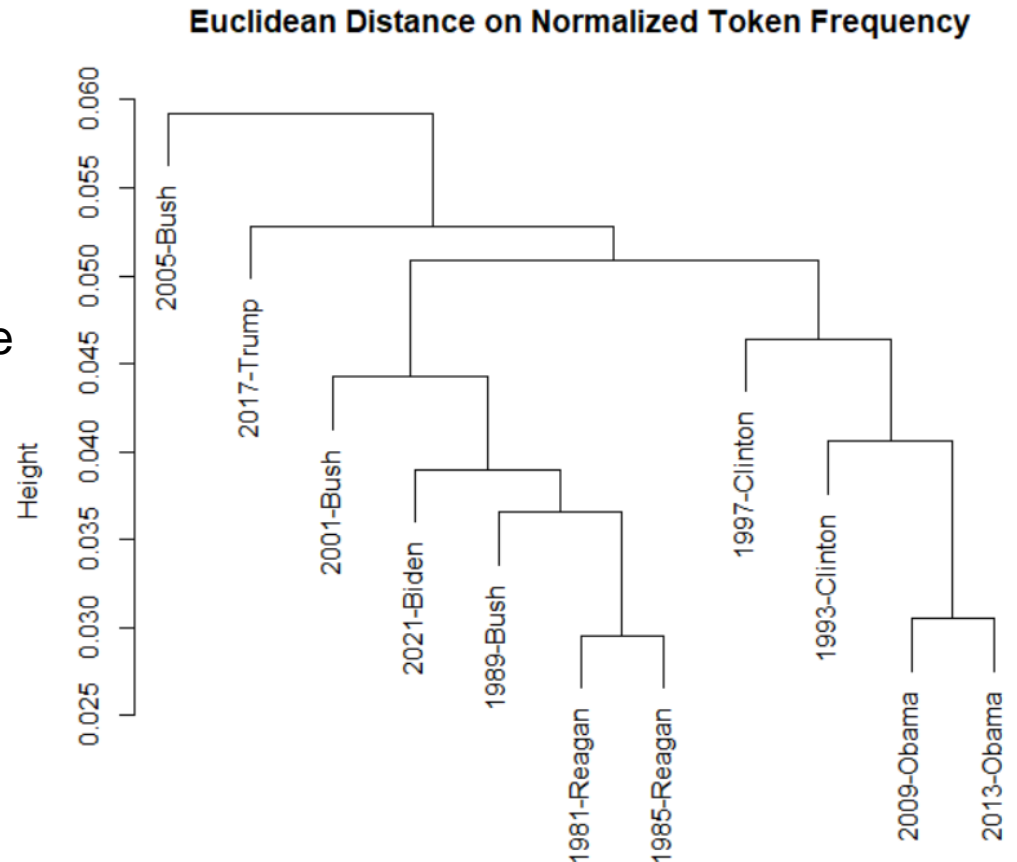 Euclidean Distance on Normalized Token Frequency
e
Height
0.060
0.055
0.050
0.045
0.040
0.035
0.030
0.025
2005-Bush
2017-Trump
2001-Bush
2021-Biden
1989-Bush
1981-Reagan
1985-Reagan
1997-Clinton
1993-Clinton
2009-Obama
2013-Obama